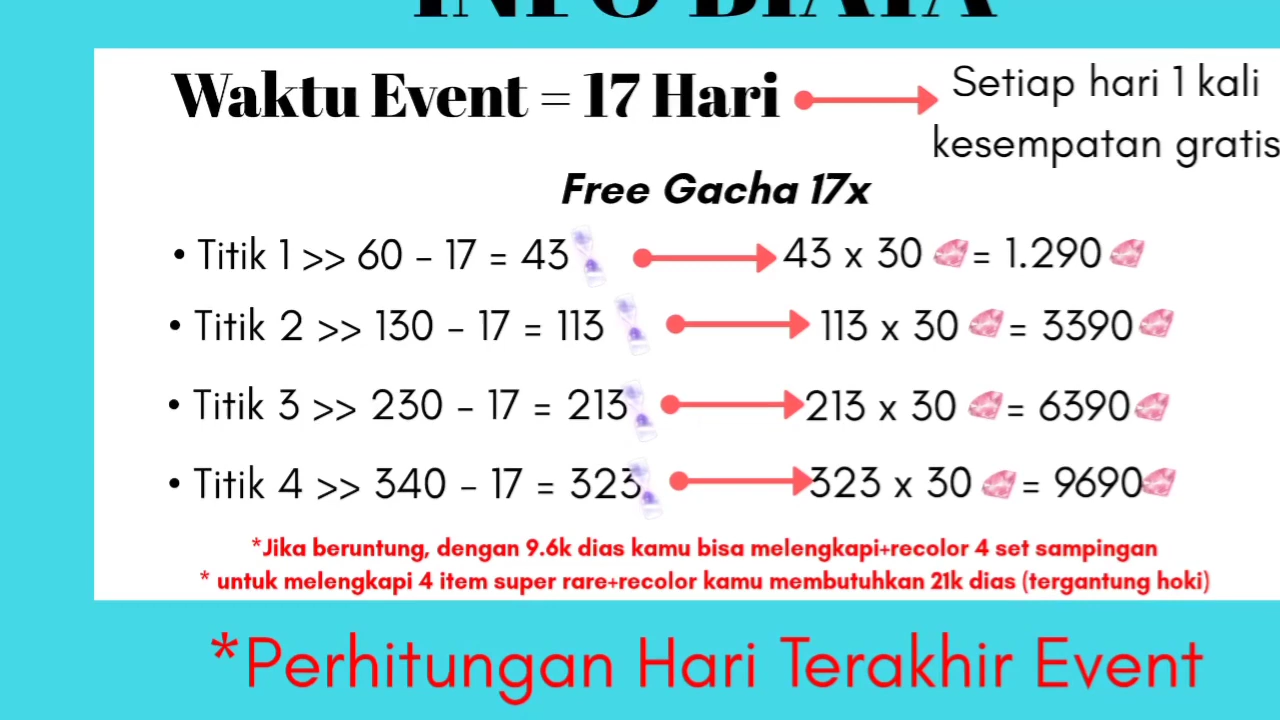 INFO BIAYA
Waktu Event = 17 Hari
Setiap hari 1 kali
kesempatan gratis
Free Gacha 17x
• Titik 1 >> 60 - 17 = 43
43 x 30 = 1.290
• Titik 2 >> 130 - 17 = 113
113 x 30 = 3390
• Titik 3 >> 230 - 17 = 213
213 x 30 = 6390
• Titik 4 >> 340 - 17 = 323
323 x 30 = 9690
*Jika beruntung, dengan 9.6k dias kamu bisa melengkapi+recolor 4 set sampingan
* untuk melengkapi 4 item super rare+recolor kamu membutuhkan 21k dias (tergantung hoki)
*Perhitungan Hari Terakhir Event